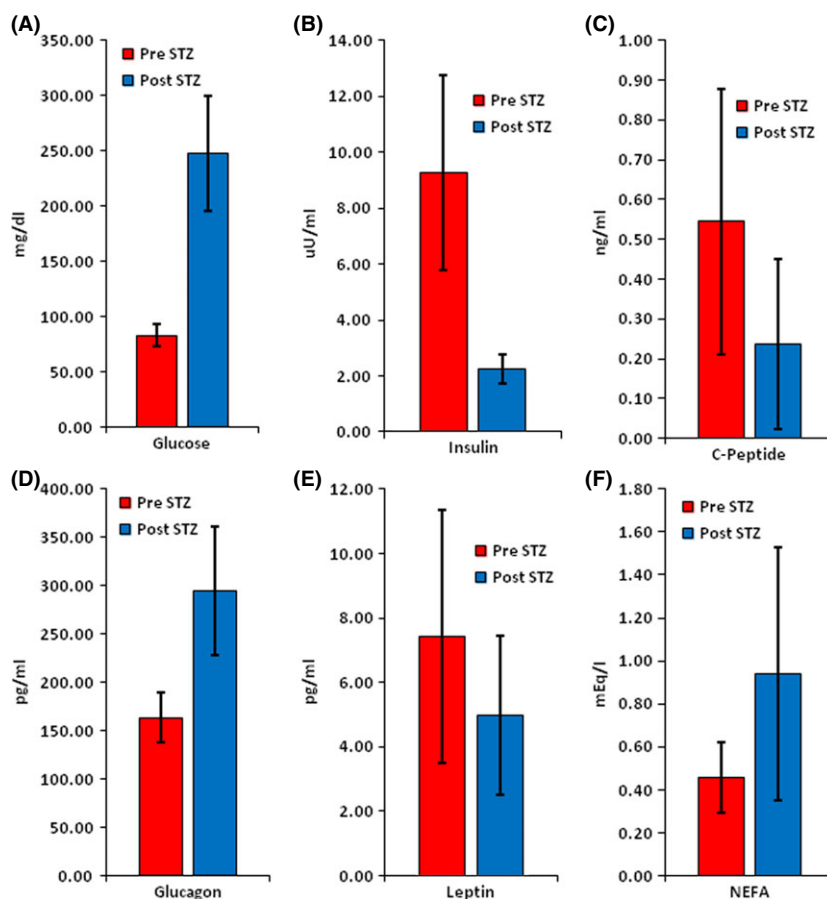 (A)
350.00
300.00
250.00
200.00
150.00
100.00
50.00
0.00
mg/dl
Pre STZ
Post STZ
Glucose
(B)
14.00
12.00
10.00
8.00
6.00
4.00
2.00
0.00
uU/ml
Pre STZ
Post STZ
Insulin
(C)
1.00
0.90
0.80
0.70
0.60
0.50
0.40
0.30
0.20
0.10
0.00
ng/ml
Pre STZ
Post STZ
C-Peptide
(D)
400.00
350.00
300.00
250.00
200.00
150.00
100.00
50.00
0.00
pg/ml
Pre STZ
Post STZ
Glucagon
(E)
12.00
10.00
8.00
6.00
4.00
2.00
0.00
pg/ml
Pre STZ
Post STZ
Leptin
(F)
1.80
1.60
1.40
1.20
1.00
0.80
0.60
0.40
0.20
0.00
mEq/l
Pre STZ
Post STZ
NEFA